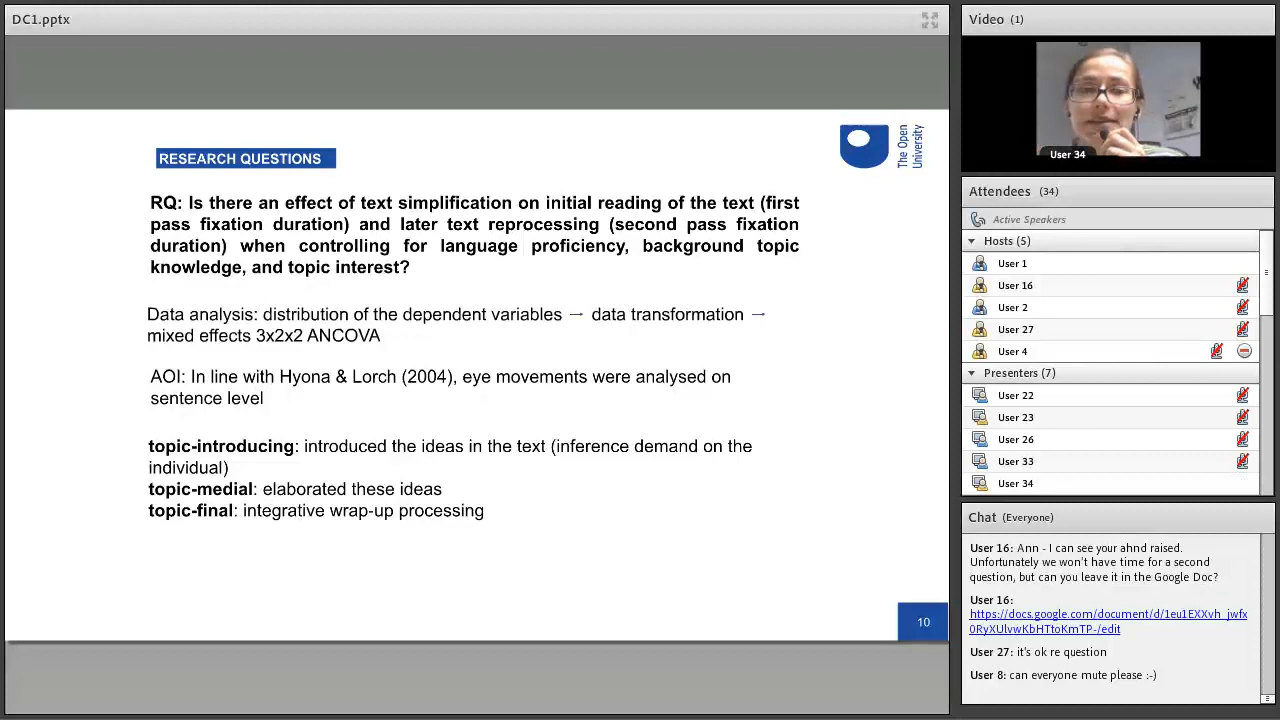 DC1.pptx
RESEARCH QUESTIONS
The Open
University
RQ: Is there an effect of text simplification on initial reading of the text (first
pass fixation duration) and later text reprocessing (second pass fixation
duration) when controlling for language proficiency, background topic
knowledge, and topic interest?
Data analysis: distribution of the dependent variables → data transformation →
mixed effects 3x2x2 ANCOVA
AOI: In line with Hyona & Lorch (2004), eye movements were analysed on
sentence level
topic-introducing: introduced the ideas in the text (inference demand on the
individual)
topic-medial: elaborated these ideas
topic-final: integrative wrap-up processing
10
Video (1)
User 34
Attendees (34)
Active Speakers
Hosts (5)
User 1
User 16
User 2
User 27
User 4
Presenters (7)
User 22
User 23
User 26
User 33
User 34
Chat (Everyone)
User 16: Ann - I can see your ahnd raised.
Unfortunately we won't have time for a second
question, but can you leave it in the Google Doc?
User 16:
https://docs.google.com/document/d/1eu1EXXvh_jwfx
0RyXUlvwKbHTtoKmTP-/edit
User 27: it's ok re question
User 8: can everyone mute please :-)